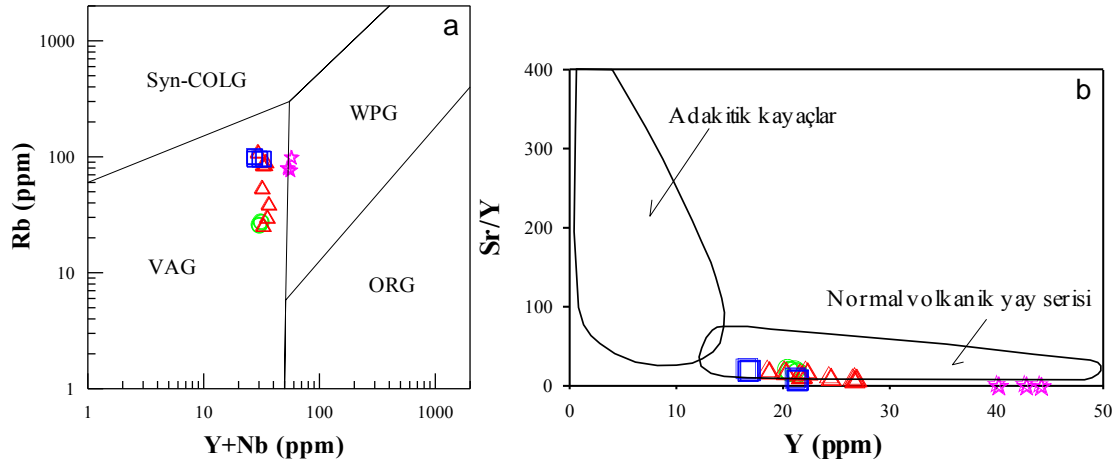 a
1000
100
10
1
Rb (ppm)
Syn-COLG
WPG
VAG
ORG
1
10
100
1000
Y+Nb (ppm)
b
400
300
200
100
0
Sr/Y
Adakitik kayaçlar
Normal volkanik yay serisi
0
10
20
30
40
50
Y (ppm)